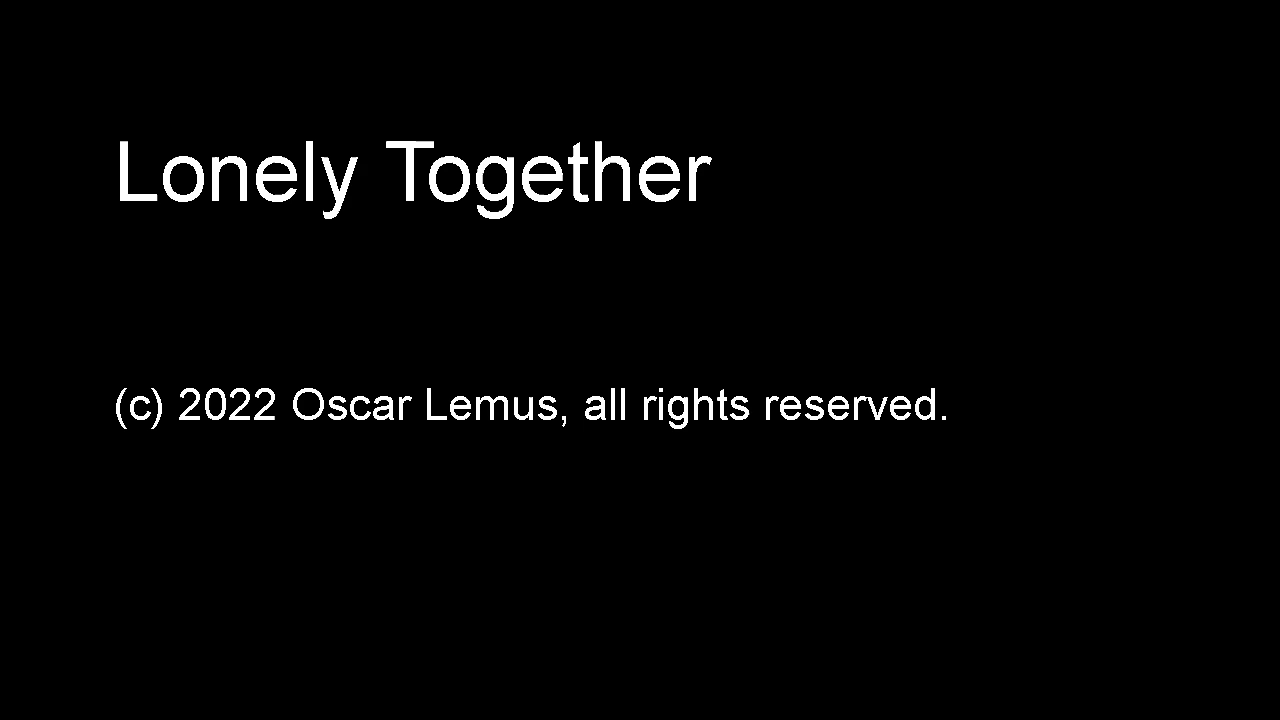 Lonely Together
(c) 2022 Oscar Lemus, all rights reserved.